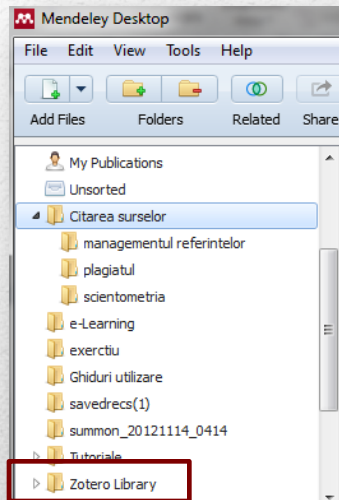 Mendeley Desktop
File Edit View Tools Help
Add Files Folders Related Share
My Publications
Unsorted
Citarea surselor
managementul referintelor
plagiatul
scientometria
e-Learning
exerctiu
Ghiduri utilizare
savedrecs(1)
summon_20121114_0414
Tutoriale
Zotero Library